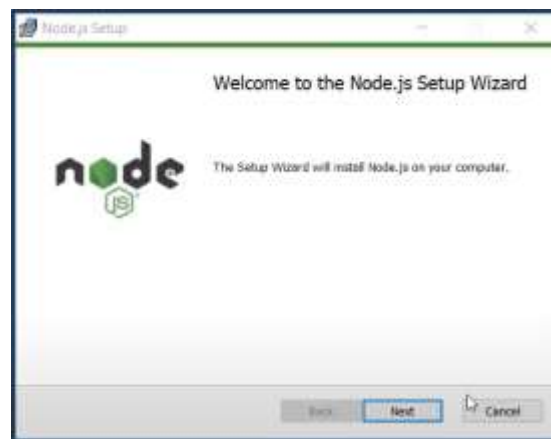 Node.js Setup
Welcome to the Node.js Setup Wizard
node
JS
The Setup Wizard will install Node.js on your computer.
Back Next Cancel